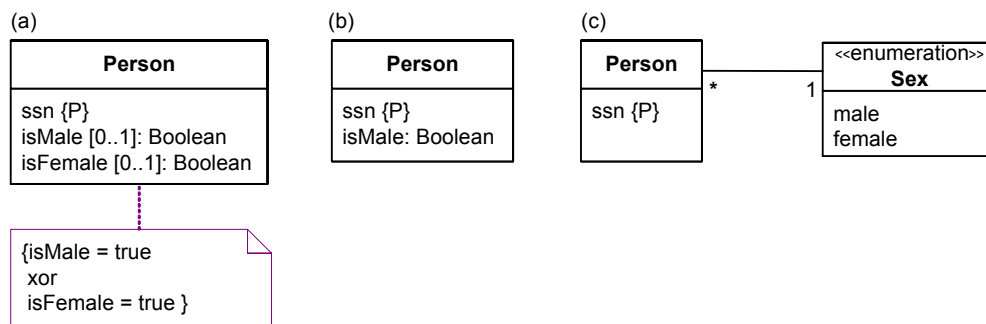 (a)
Person
ssn {P}
isMale [0..1]: Boolean
isFemale [0..1]: Boolean
{isMale = true
xor
isFemale = true }
(b)
Person
ssn {P}
isMale: Boolean
(c)
Person
ssn {P}
*
1
<<enumeration>>
Sex
male
female